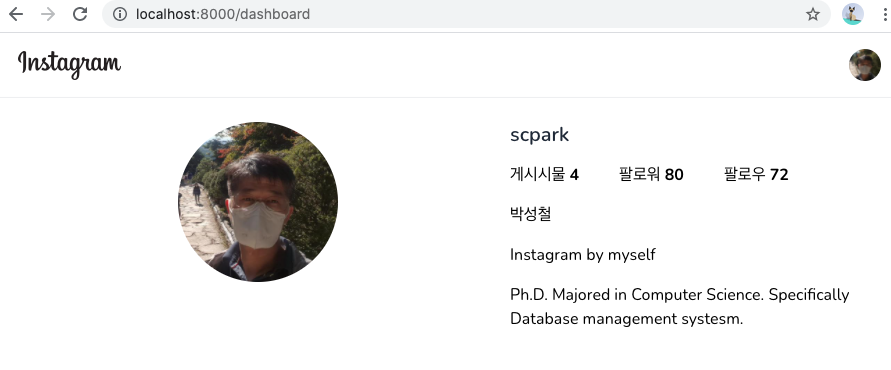 localhost:8000/dashboard
Instagram
scpark
게시시물 4 팔로워 80 팔로우 72
박성철
Instagram by myself
Ph.D. Majored in Computer Science. Specifically
Database management systesm.